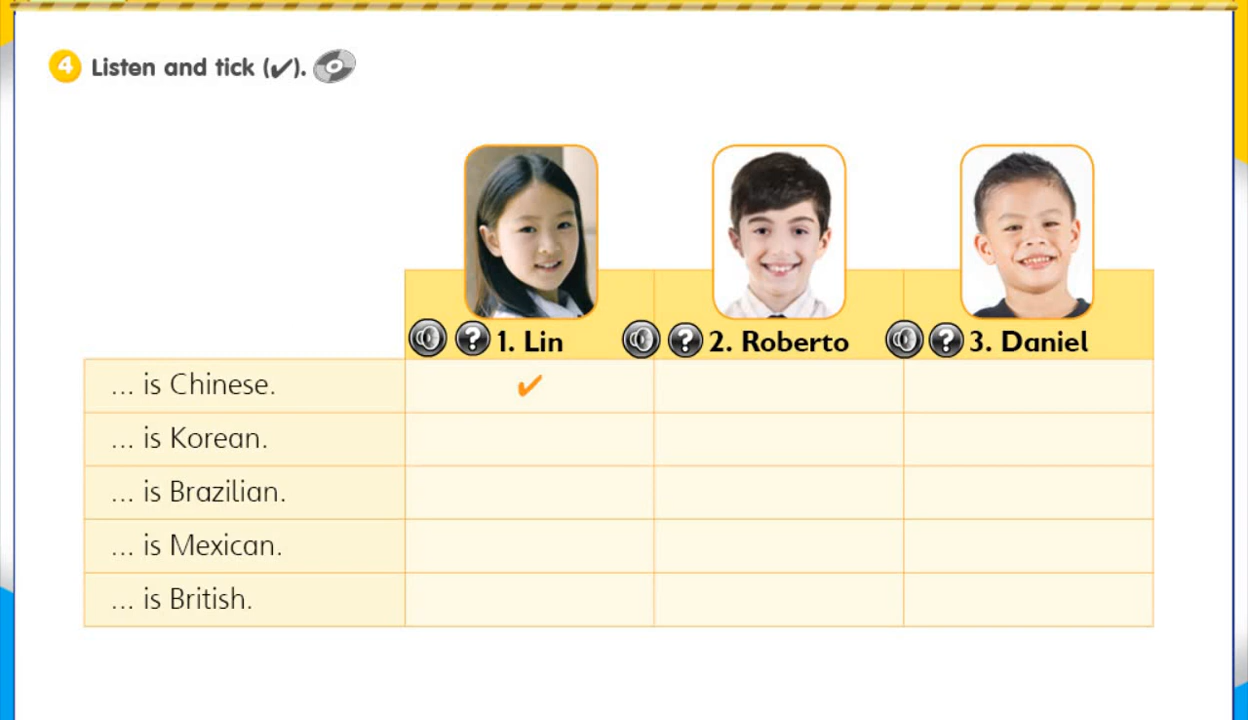 4 Listen and tick (✔).
1. Lin 2. Roberto 3. Daniel
... is Chinese. ✔
... is Korean.
... is Brazilian.
... is Mexican.
... is British.